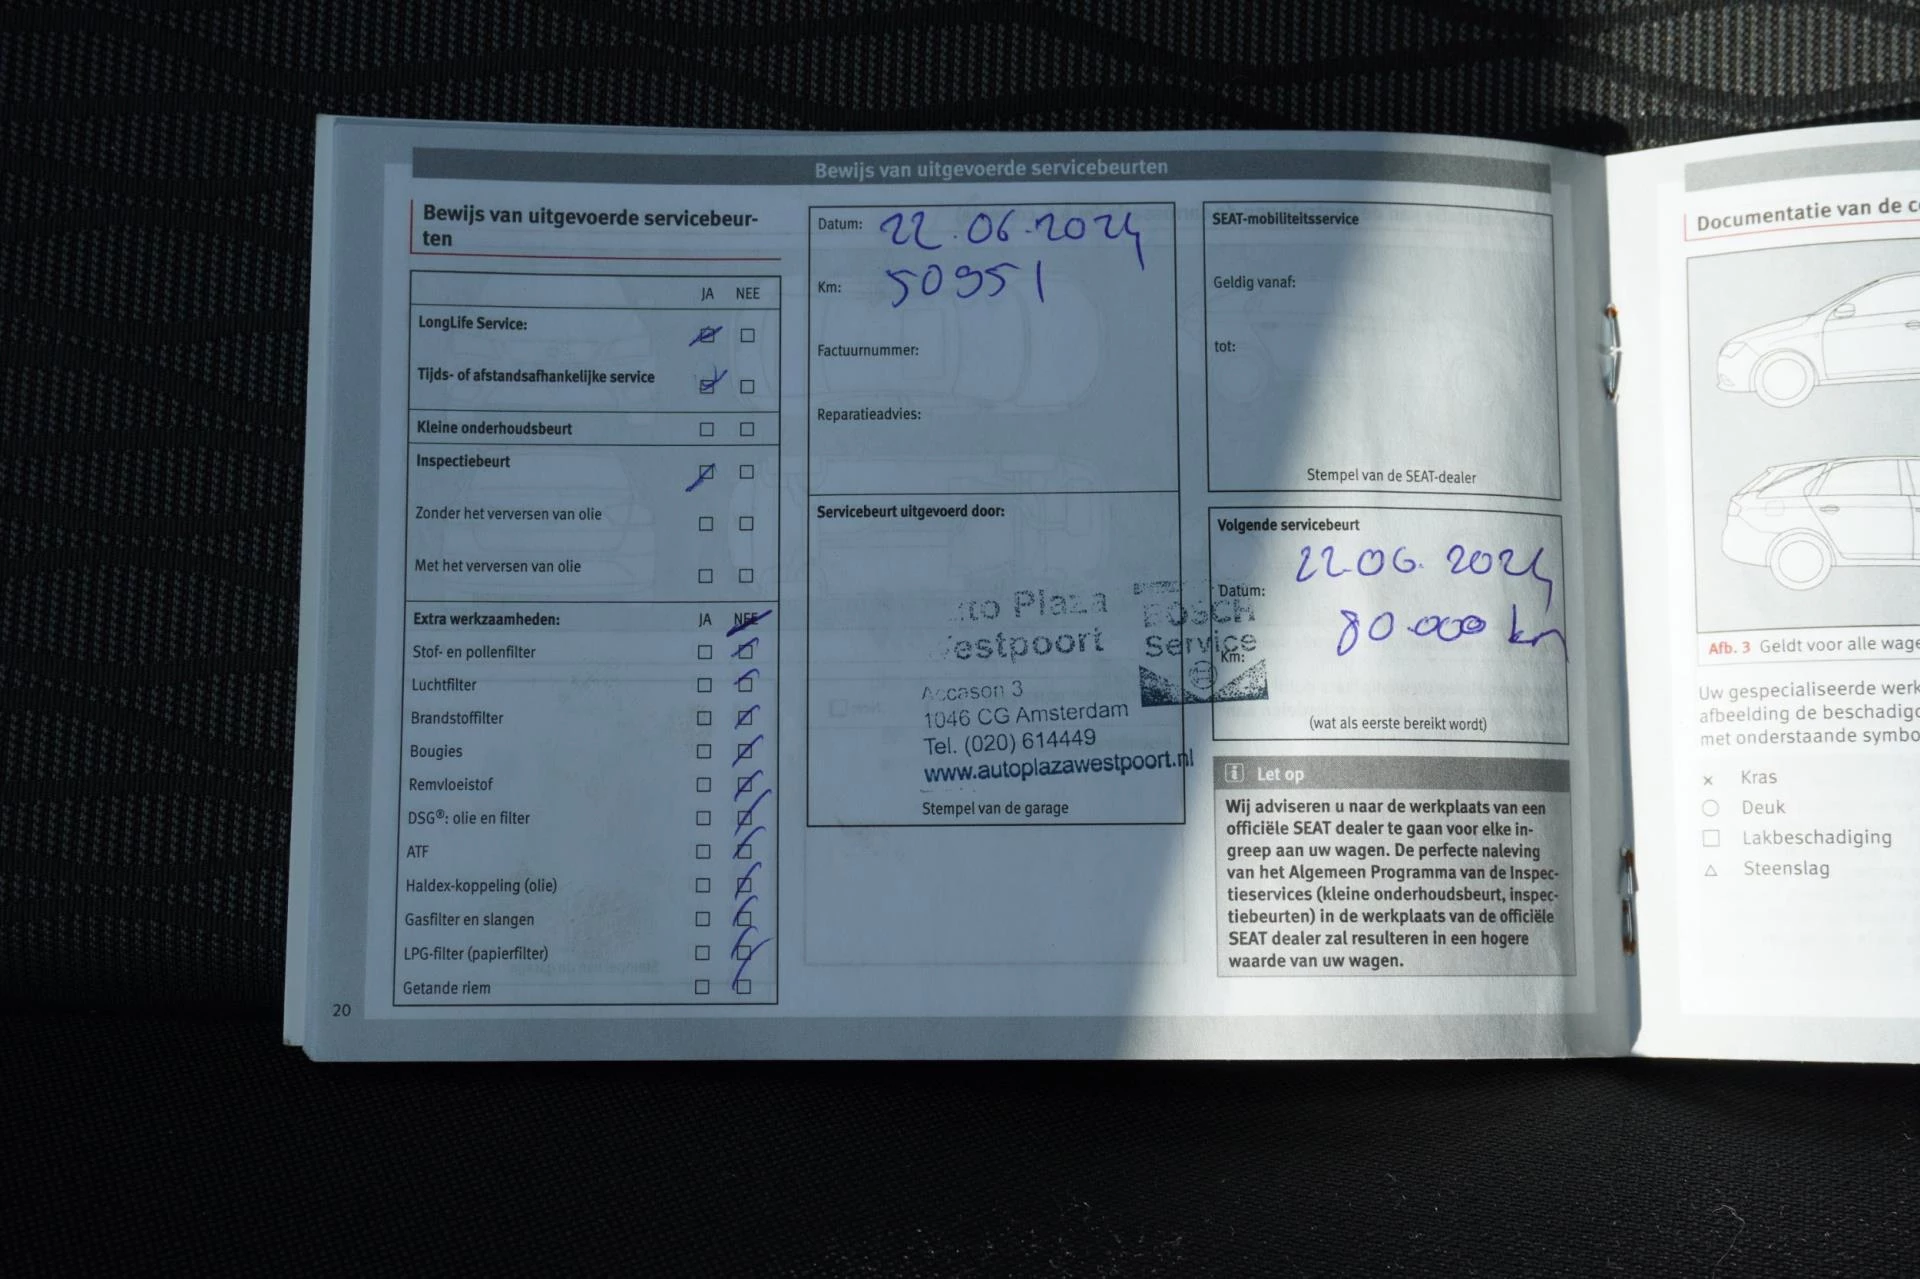 Bewijs van uitgevoerde servicebeurten
Bewijs van uitgevoerde servicebeur-
ten
JA NEE
LongLife Service:
Tijds- of afstandsafhankelijke service
Kleine onderhoudsbeurt
Inspectiebeurt
Zonder het verversen van olie
Met het verversen van olie
Extra werkzaamheden: JA NEE
Stof- en pollenfilter
Luchtfilter
Brandstoffilter
Bougies
Remvloeistof
DSG®: olie en filter
ATF
Haldex-koppeling (olie)
Gasfilter en slangen
LPG-filter (papierfilter)
Getande riem
20
Datum: 22.06.2024
Km: 50951
Factuurnummer:
Reparatieadvies:
Servicebeurt uitgevoerd door:
Plaza
estpoort
BOSCH
Service
Accason 3
1046 CG Amsterdam
Tel. (020) 614449
www.autoplazawestpoort.nl
Stempel van de garage
SEAT-mobiliteitsservice
Geldig vanaf:
tot:
Stempel van de SEAT-dealer
Volgende servicebeurt
22.06.2024
Datum:
80.000 km
Km:
(wat als eerste bereikt wordt)
i Let op
Wij adviseren u naar de werkplaats van een
officiële SEAT dealer te gaan voor elke in-
greep aan uw wagen. De perfecte naleving
van het Algemeen Programma van de Inspec-
tieservices (kleine onderhoudsbeurt, inspec-
tiebeurten) in de werkplaats van de officiële
SEAT dealer zal resulteren in een hogere
waarde van uw wagen.
Documentatie van de
Afb. 3 Geldt voor alle wage
Uw gespecialiseerde werk
afbeelding de beschadigd
met onderstaande symbo
× Kras
○ Deuk
□ Lakbeschadiging
△ Steenslag